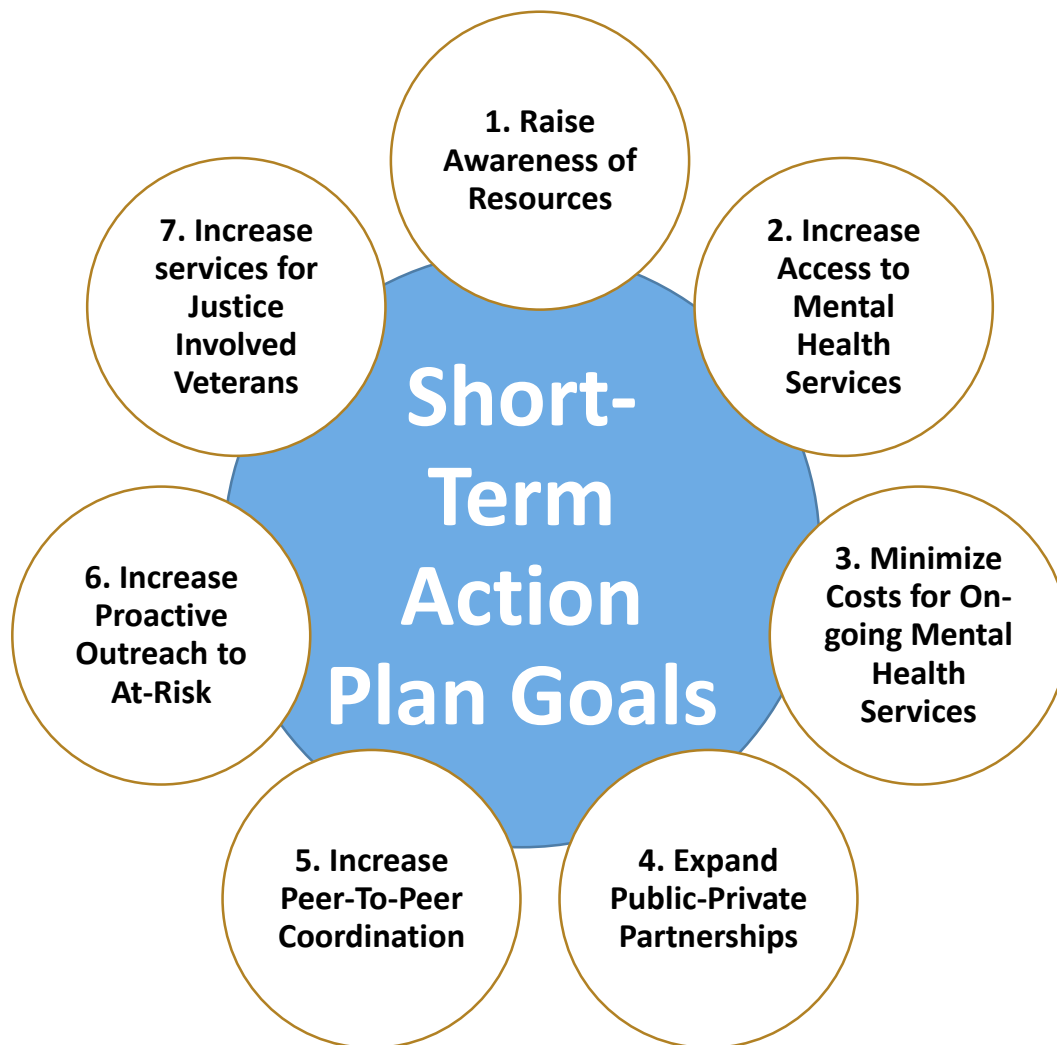 1. Raise
Awareness of
Resources
2. Increase
Access to
Mental
Health
Services
3. Minimize
Costs for On-
going Mental
Health
Services
4. Expand
Public-Private
Partnerships
5. Increase
Peer-To-Peer
Coordination
6. Increase
Proactive
Outreach to
At-Risk
7. Increase
services for
Justice
Involved
Veterans
Short-
Term
Action
Plan Goals